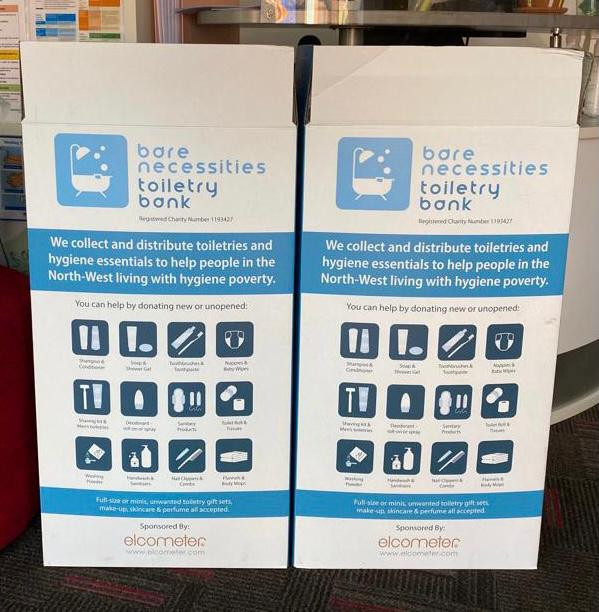 bare
necessities
toiletry
bank
Registered Charity Number 1193427
We collect and distribute toiletries and
hygiene essentials to help people in the
North-West living with hygiene poverty.
You can help by donating new or unopened:
Shampoo &
Conditioner
Soap &
Shower Gel
Toothbrushes &
Toothpaste
Nappies &
Baby Wipes
Shaving kit &
Men's toiletries
Deodorant -
roll-on or spray
Sanitary
Products
Toilet Roll &
Tissues
Washing
Powder
Handwash &
Sanitisers
Nail Clippers &
Combs
Flannels &
Body Mops
Full-size or minis, unwanted toiletry gift sets,
make-up, skincare & perfume all accepted.
Sponsored By:
elcometer
www.elcometer.com
bare
necessities
toiletry
bank
Registered Charity Number 1193427
We collect and distribute toiletries and
hygiene essentials to help people in the
North-West living with hygiene poverty.
You can help by donating new or unopened:
Shampoo &
Conditioner
Soap &
Shower Gel
Toothbrushes &
Toothpaste
Nappies &
Baby Wipes
Shaving kit &
Men's toiletries
Deodorant -
roll-on or spray
Sanitary
Products
Toilet Roll &
Tissues
Washing
Powder
Handwash &
Sanitisers
Nail Clippers &
Combs
Flannels &
Body Mops
Full-size or minis, unwanted toiletry gift sets,
make-up, skincare & perfume all accepted.
Sponsored By:
elcometer
www.elcometer.com